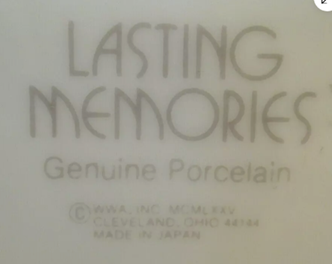 LASTING
MEMORIES
Genuine Porcelain
© WWA, INC. MCMLXXV
CLEVELAND, OHIO 44144
MADE IN JAPAN